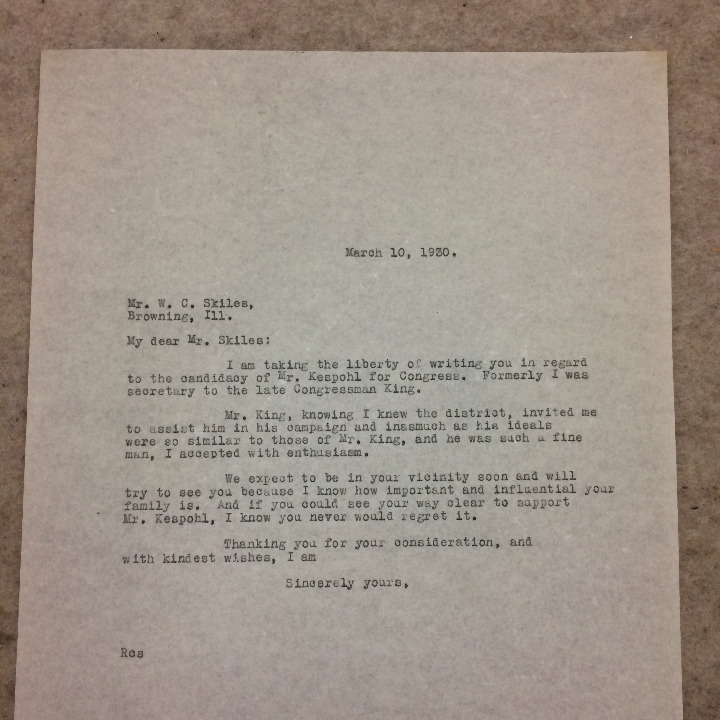 March 10, 1930.
Mr. W. C. Skiles,
Browning, Ill.
My dear Mr. Skiles:
I am taking the liberty of writing you in regard
to the candidacy of Mr. Kespohl for Congress. Formerly I was
secretary to the late Congressman King.
Mr. King, knowing I knew the district, invited me
to assist him in his campaign and inasmuch as his ideals
were so similar to those of Mr. King, and he was such a fine
man, I accepted with enthusiasm.
We expect to be in your vicinity soon and will
try to see you because I know how important and influential your
family is. And if you could see your way clear to support
Mr. Kespohl, I know you never would regret it.
Thanking you for your consideration, and
with kindest wishes, I am
Sincerely yours,
Ros